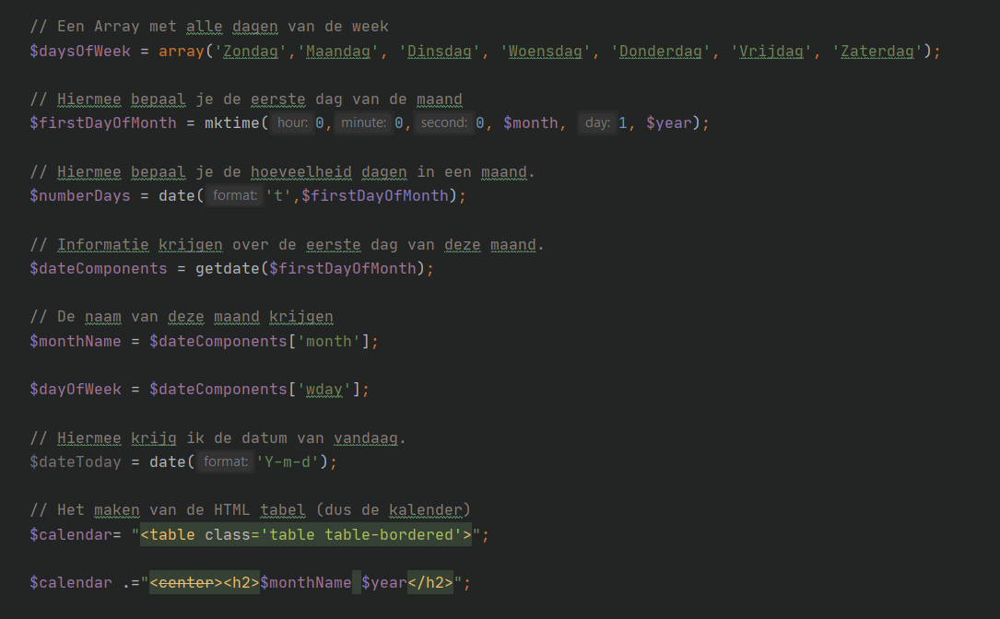 // Een Array met alle dagen van de week
$daysOfWeek = array('Zondag','Maandag', 'Dinsdag', 'Woensdag', 'Donderdag', 'Vrijdag', 'Zaterdag');
// Hiermee bepaal je de eerste dag van de maand
$firstDayOfMonth = mktime( hour: 0, minute: 0, second: 0, $month, day: 1, $year);
// Hiermee bepaal je de hoeveelheid dagen in een maand.
$numberDays = date( format: 't',$firstDayOfMonth);
// Informatie krijgen over de eerste dag van deze maand.
$dateComponents = getdate($firstDayOfMonth);
// De naam van deze maand krijgen
$monthName = $dateComponents['month'];
$dayOfWeek = $dateComponents['wday'];
// Hiermee krijg ik de datum van vandaag.
$dateToday = date( format: 'Y-m-d');
// Het maken van de HTML tabel (dus de kalender)
$calendar= "<table class='table table-bordered'>";
$calendar .="<center><h2>$monthName $year</h2>";